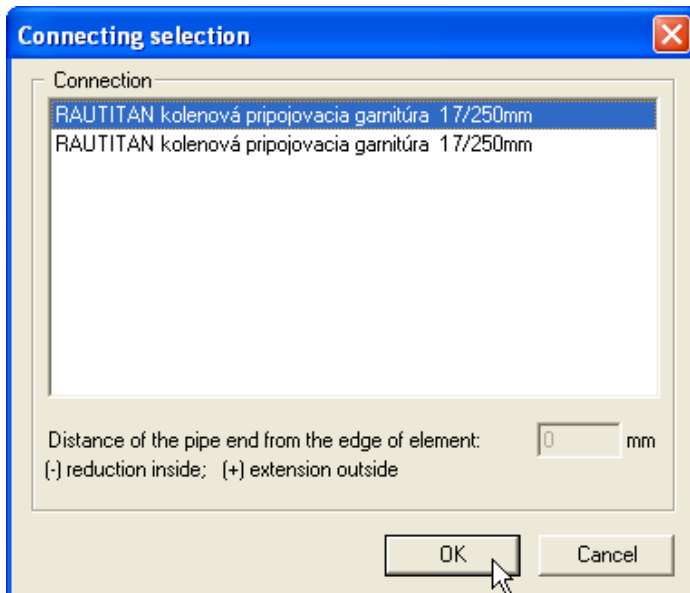 Connecting selection
Connection
RAUTITAN kolenová pripojovacia garnitúra 17/250mm
RAUTITAN kolenová pripojovacia garnitúra 17/250mm
Distance of the pipe end from the edge of element: 0 mm
(-) reduction inside; (+) extension outside
OK Cancel